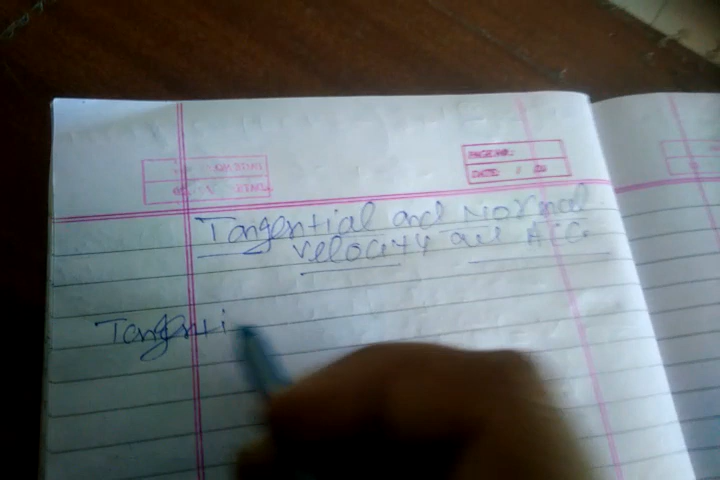 PAGE NO.
DATE
Tangential and Normal
velocity and Acc.
Tangenti